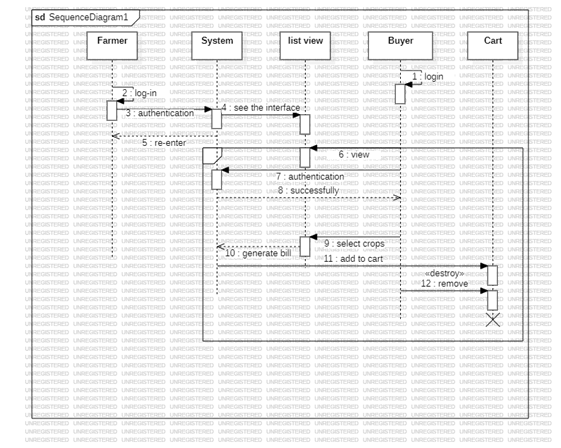 sd SequenceDiagram1
Farmer
System
list view
Buyer
Cart
1 : login
2 : log-in
3 : authentication
4 : see the interface
5 : re-enter
6 : view
7 : authentication
8 : successfully
9 : select crops
10 : generate bill
11 : add to cart
«destroy»
12 : remove
UNREGISTERED